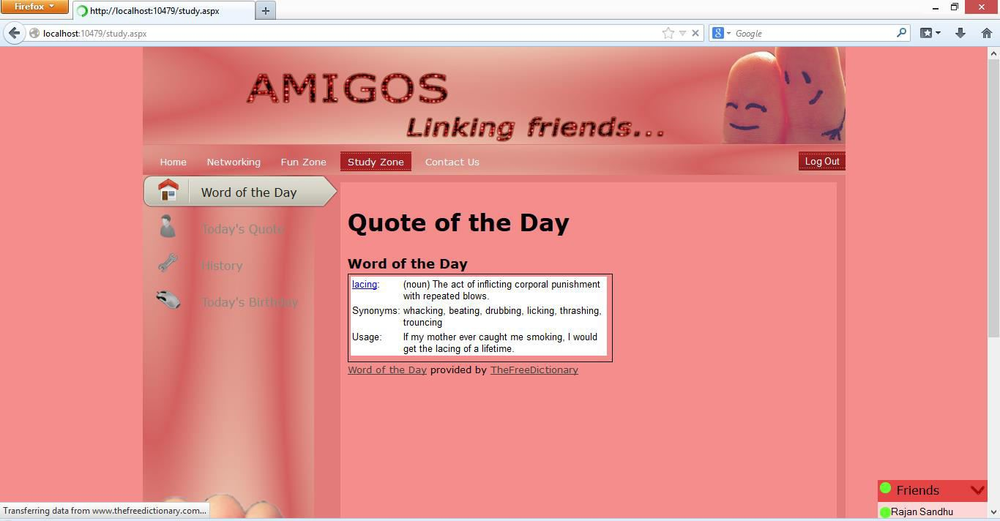 Firefox
http://localhost:10479/study.aspx
localhost:10479/study.aspx
Google
AMIGOS
Linking friends...
Home Networking Fun Zone Study Zone Contact Us Log Out
Word of the Day
Today's Quote
History
Today's Birthday
Quote of the Day
Word of the Day
lacing: (noun) The act of inflicting corporal punishment
with repeated blows.
Synonyms: whacking, beating, drubbing, licking, thrashing,
trouncing
Usage: If my mother ever caught me smoking, I would
get the lacing of a lifetime.
Word of the Day provided by TheFreeDictionary
Friends
Rajan Sandhu
Transferring data from www.thefreedictionary.com...